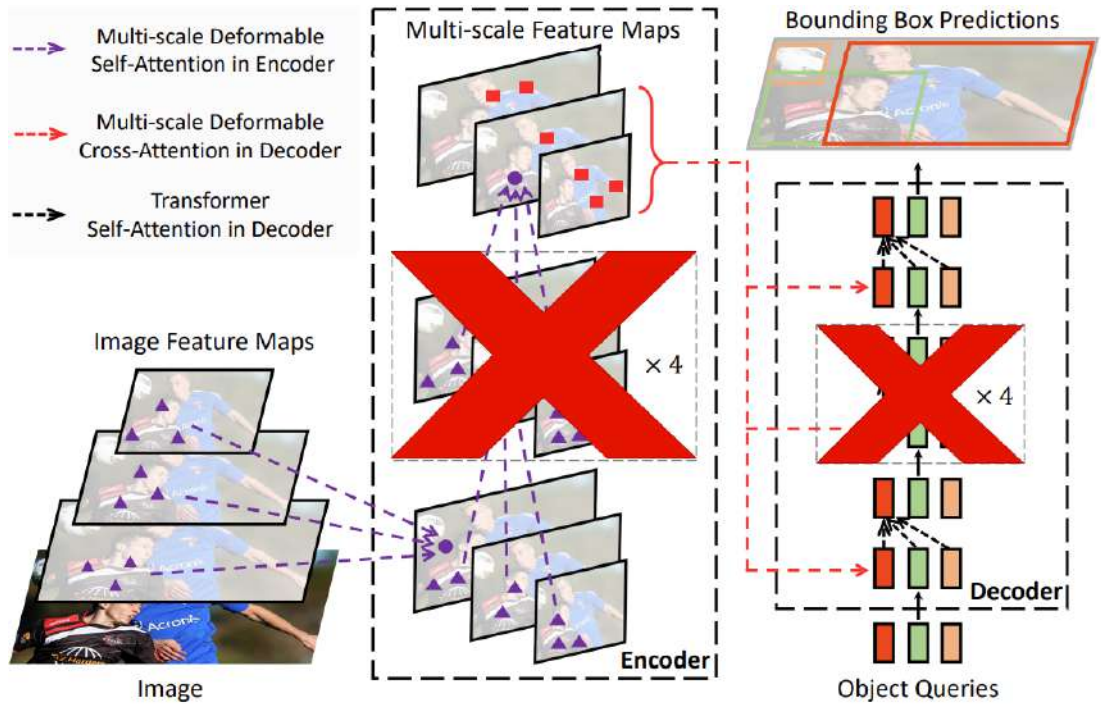 Multi-scale Deformable
Self-Attention in Encoder
Multi-scale Deformable
Cross-Attention in Decoder
Transformer
Self-Attention in Decoder
Image Feature Maps
Image
Multi-scale Feature Maps
× 4
Encoder
Bounding Box Predictions
Acronis
× 4
Decoder
Object Queries